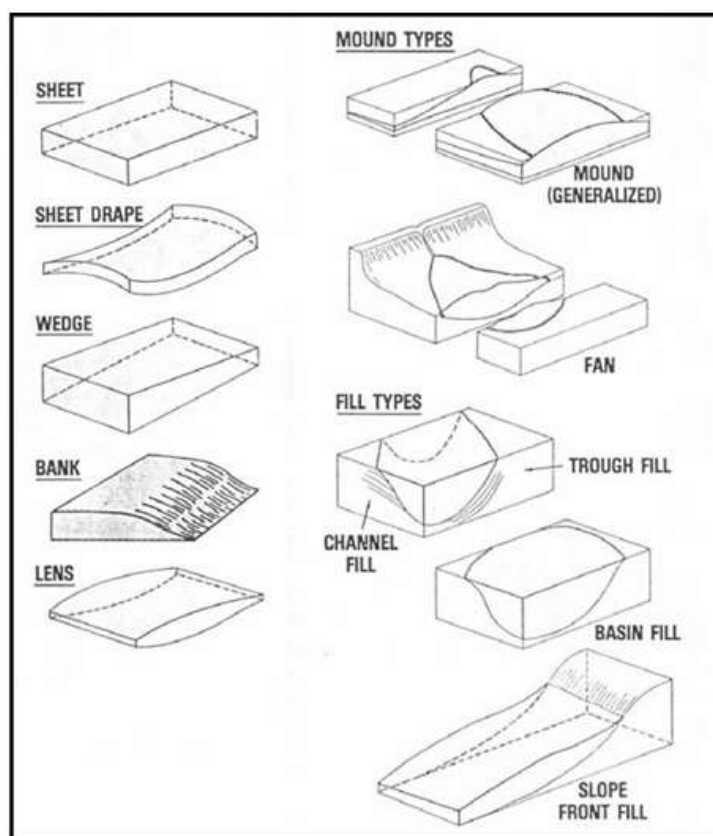 SHEET
SHEET DRAPE
WEDGE
BANK
LENS
MOUND TYPES
MOUND
(GENERALIZED)
FAN
FILL TYPES
TROUGH FILL
CHANNEL
FILL
BASIN FILL
SLOPE
FRONT FILL